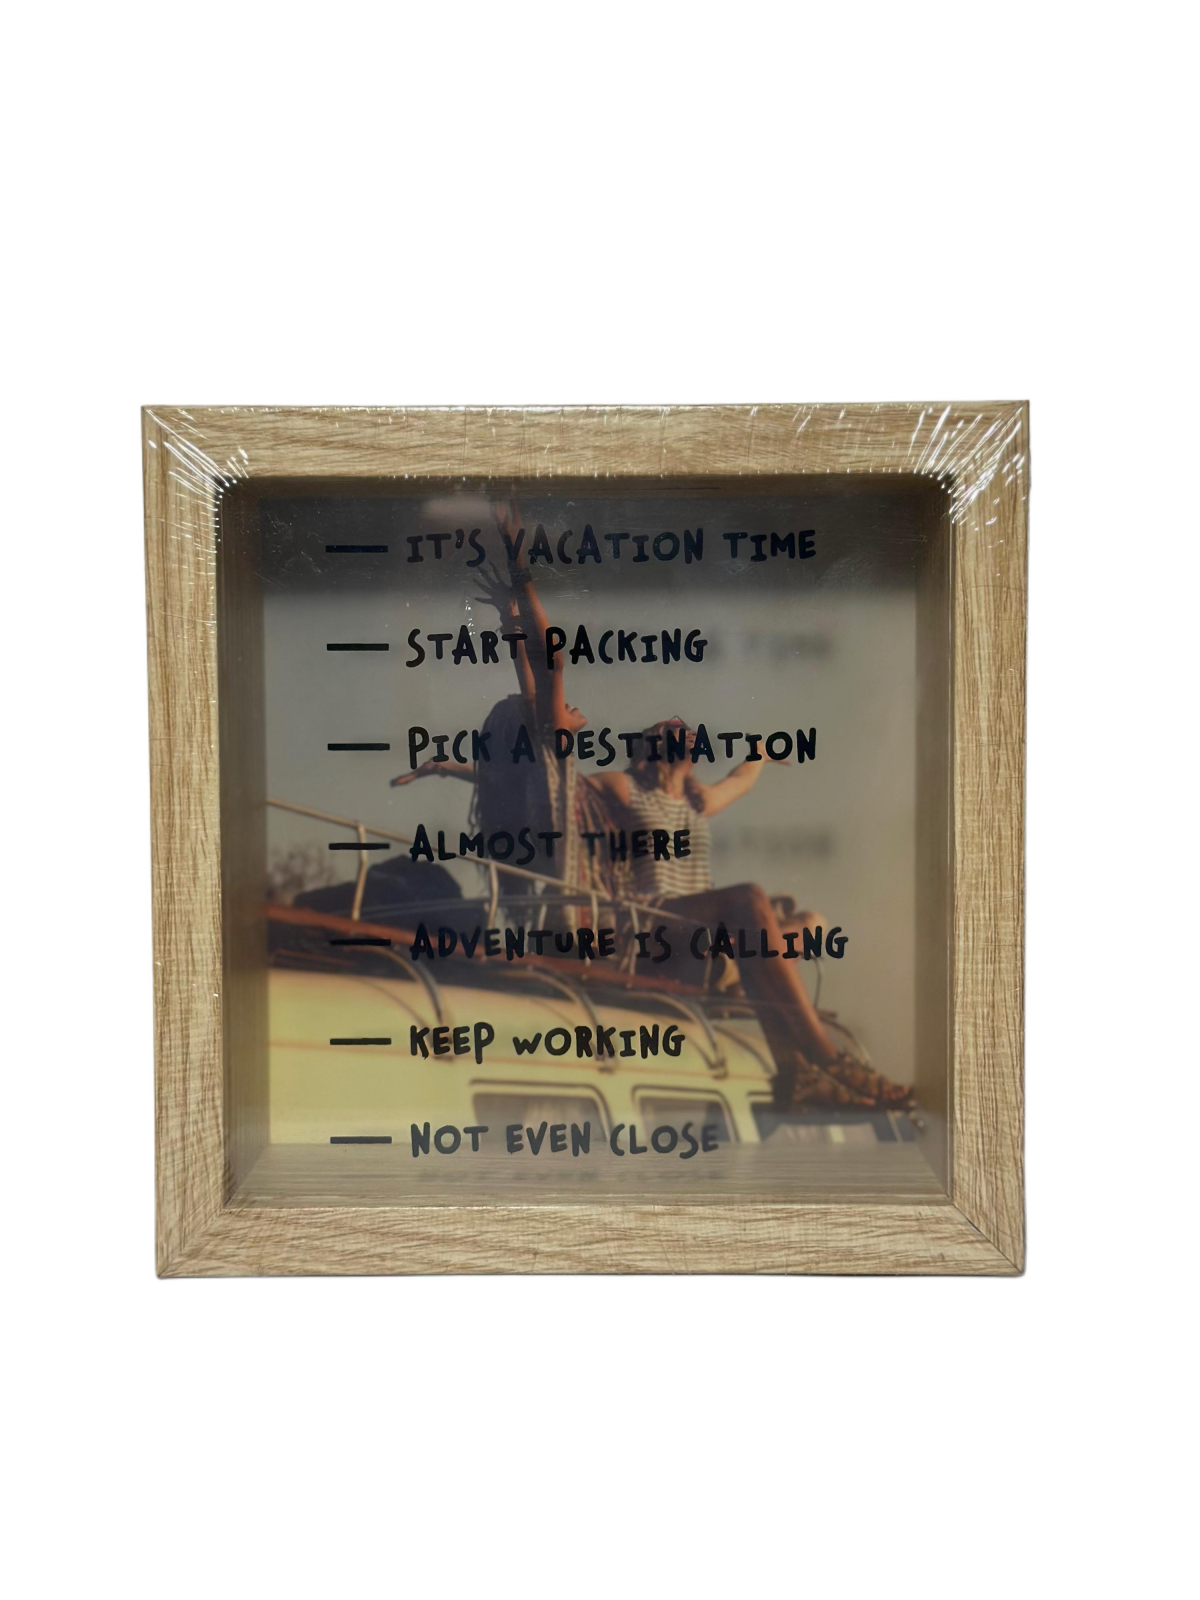 — IT'S VACATION TIME
— START PACKING
— PICK A DESTINATION
— ALMOST THERE
— ADVENTURE IS CALLING
— KEEP WORKING
— NOT EVEN CLOSE